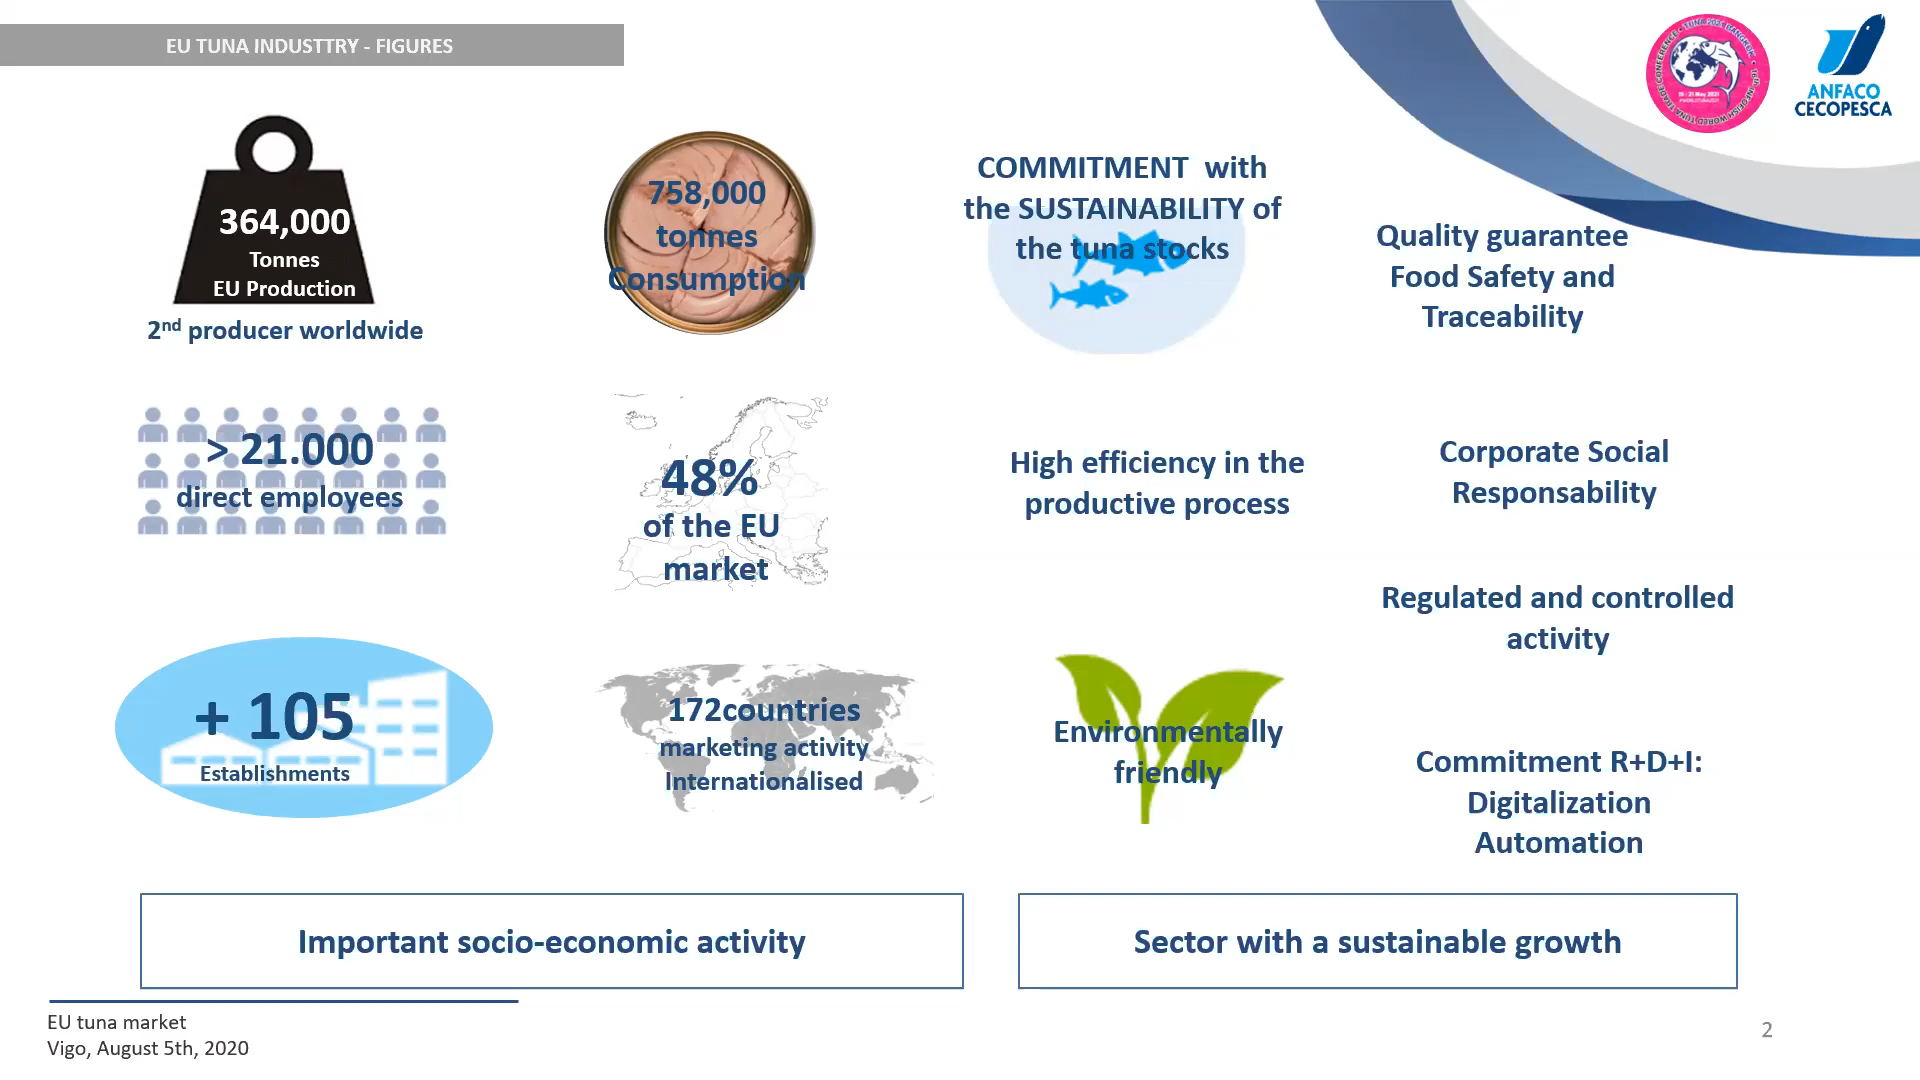 EU TUNA INDUSTTRY - FIGURES
ANFACO
CECOPESCA
364,000
Tonnes
EU Production
2nd producer worldwide
758,000
tonnes
Consumption
COMMITMENT with
the SUSTAINABILITY of
the tuna stocks
Quality guarantee
Food Safety and
Traceability
> 21.000
direct employees
48%
of the EU
market
High efficiency in the
productive process
Corporate Social
Responsability
Regulated and controlled
activity
+ 105
Establishments
172countries
marketing activity
Internationalised
Environmentally
friendly
Commitment R+D+I:
Digitalization
Automation
Important socio-economic activity
Sector with a sustainable growth
EU tuna market
Vigo, August 5th, 2020
2